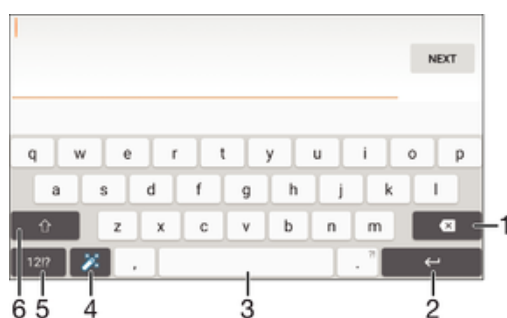 NEXT
q w e r t y u i o p
a s d f g h j k l
z x c v b n m 1
12!? , . ?!
6 5 4 3 2